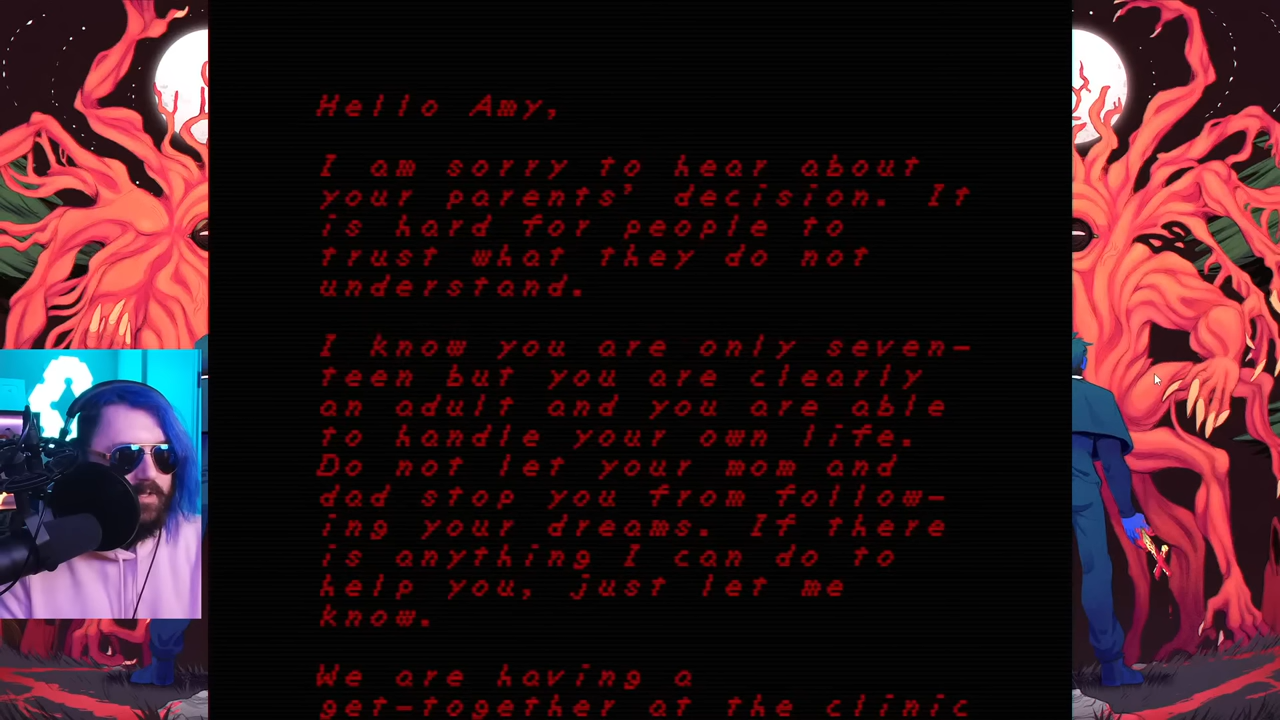 Hello Amy,
I am sorry to hear about
your parents' decision. It
is hard for people to
trust what they do not
understand.
I know you are only seven-
teen but you are clearly
an adult and you are able
to handle your own life.
Do not let your mom and
dad stop you from follow-
ing your dreams. If there
is anything I can do to
help you, just let me
know.
We are having a
get-together at the clinic